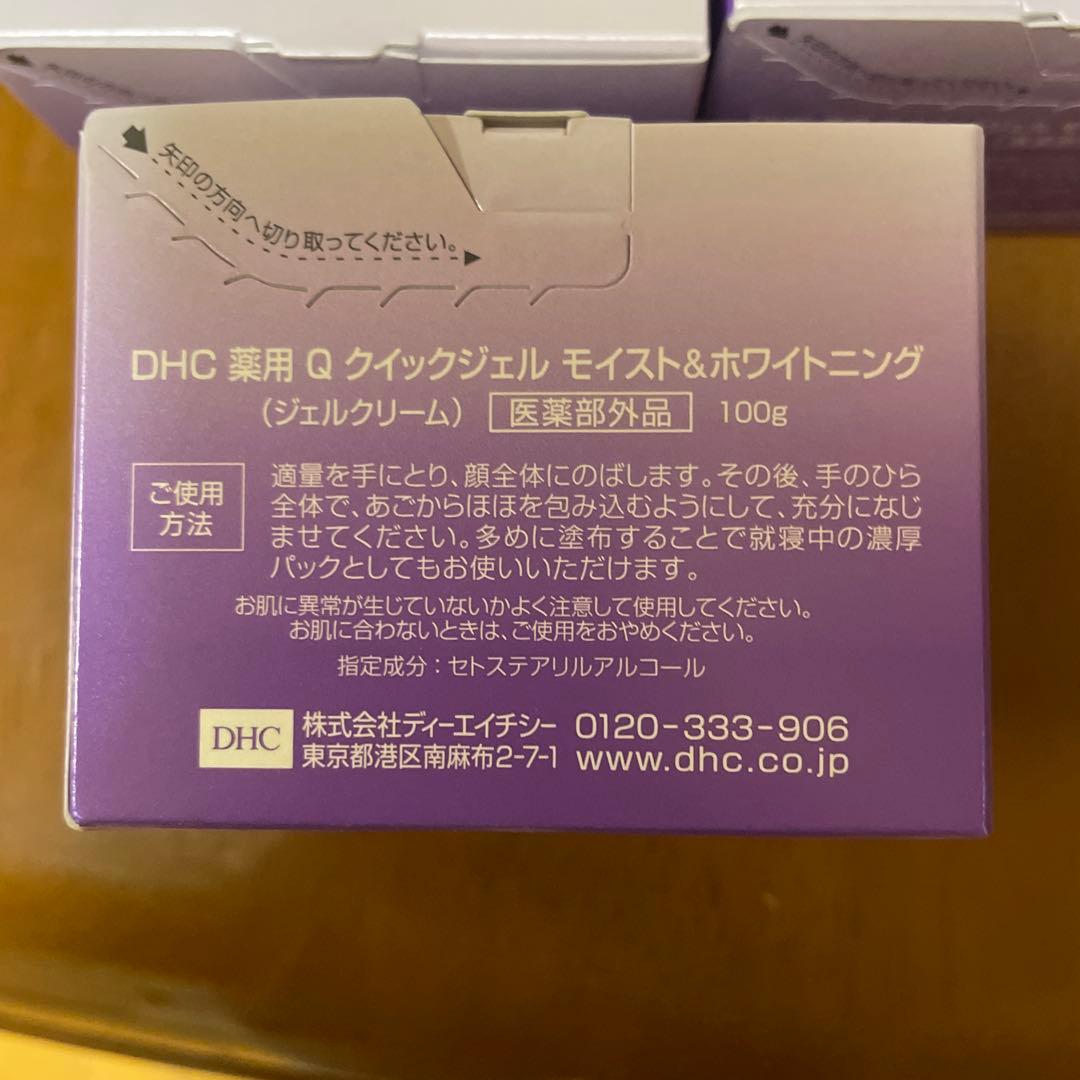 矢印の方向へ切り取ってください。
DHC 薬用 Q クイックジェル モイスト&ホワイトニング
(ジェルクリーム) 医薬部外品 100g
ご使用
方法
適量を手にとり、顔全体にのばします。その後、手のひら
全体で、あごからほほを包み込むようにして、充分になじ
ませてください。多めに塗布することで就寝中の濃厚
パックとしてもお使いいただけます。
お肌に異常が生じていないかよく注意して使用してください。
お肌に合わないときは、ご使用をおやめください。
指定成分:セトステアリルアルコール
DHC
株式会社ディーエイチシー 0120-333-906
東京都港区南麻布2-7-1 www.dhc.co.jp